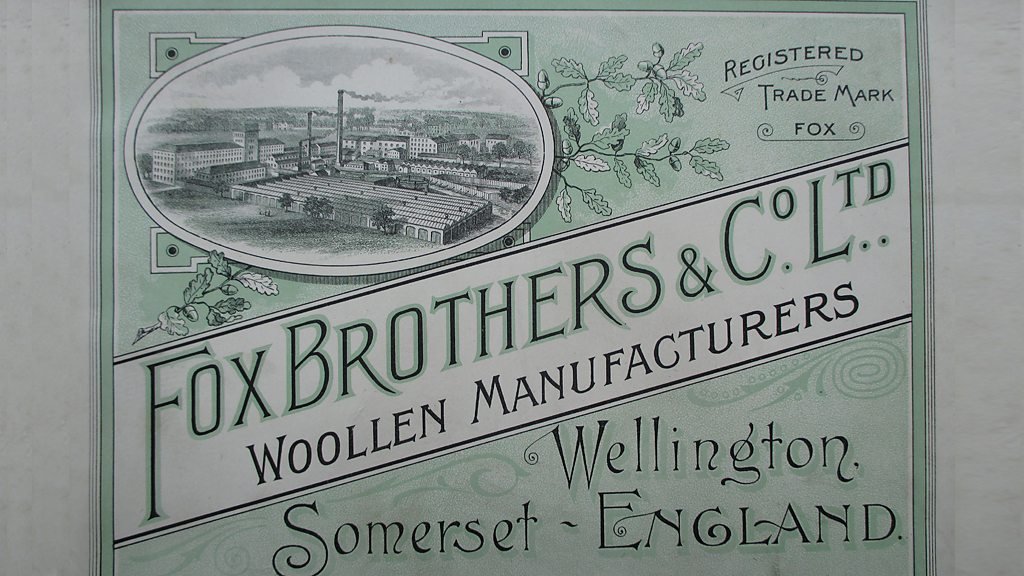 REGISTERED
TRADE MARK
FOX
FOX BROTHERS & Co. LTD..
WOOLLEN MANUFACTURERS
Wellington,
Somerset ~ ENGLAND.